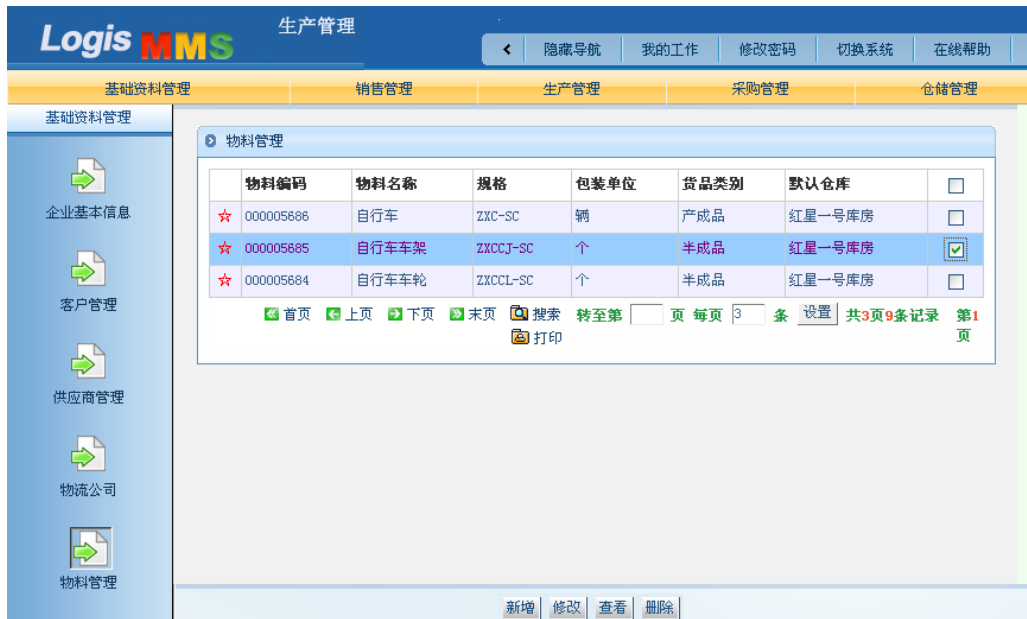 Logis MMS
生产管理
隐藏导航 我的工作 修改密码 切换系统 在线帮助
基础资料管理 销售管理 生产管理 采购管理 仓储管理
基础资料管理
企业基本信息
客户管理
供应商管理
物流公司
物料管理
物料管理
物料编码 物料名称 规格 包装单位 货品类别 默认仓库
000005686 自行车 ZXC-SC 辆 产成品 红星一号库房
000005685 自行车车架 ZXCCJ-SC 个 半成品 红星一号库房
000005684 自行车车轮 ZXCCL-SC 个 半成品 红星一号库房
首页 上页 下页 末页 搜索 转至第 页 每页 3 条 设置 共3页9条记录 第1
打印 页
新增 修改 查看 删除